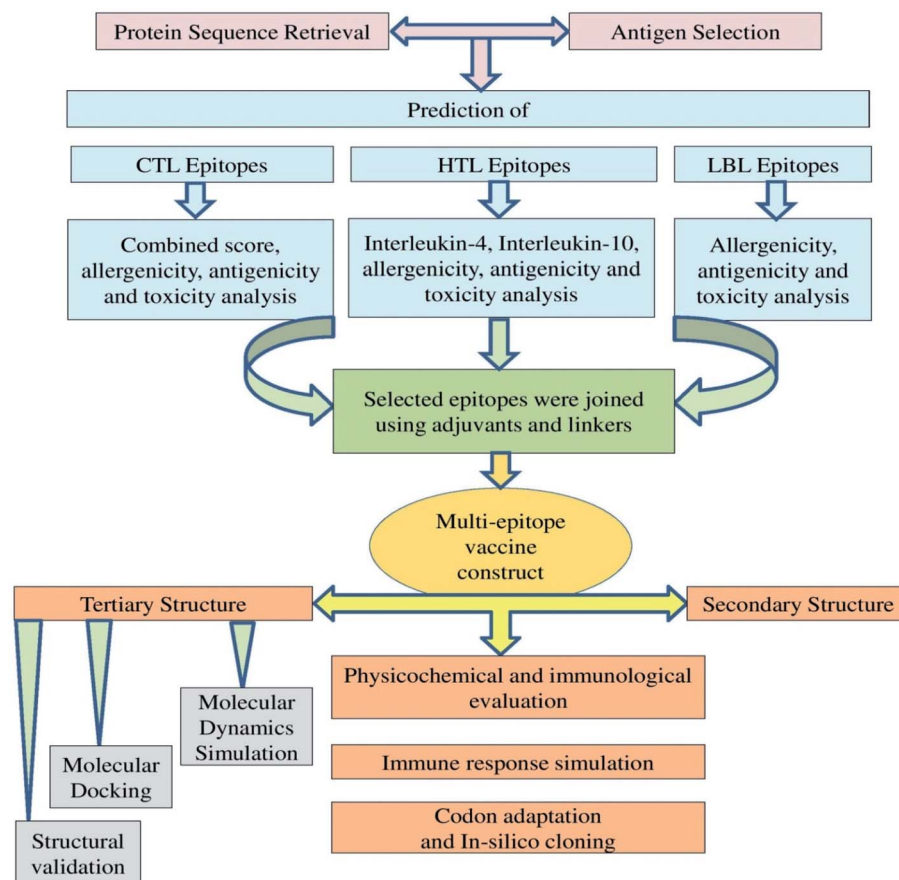 Protein Sequence Retrieval
Antigen Selection
Prediction of
CTL Epitopes
HTL Epitopes
LBL Epitopes
Combined score,
allergenicity, antigenicity
and toxicity analysis
Interleukin-4, Interleukin-10,
allergenicity, antigenicity and
toxicity analysis
Allergenicity,
antigenicity and
toxicity analysis
Selected epitopes were joined
using adjuvants and linkers
Multi-epitope
vaccine
construct
Tertiary Structure
Secondary Structure
Molecular
Dynamics
Simulation
Molecular
Docking
Structural
validation
Physicochemical and immunological
evaluation
Immune response simulation
Codon adaptation
and In-silico cloning